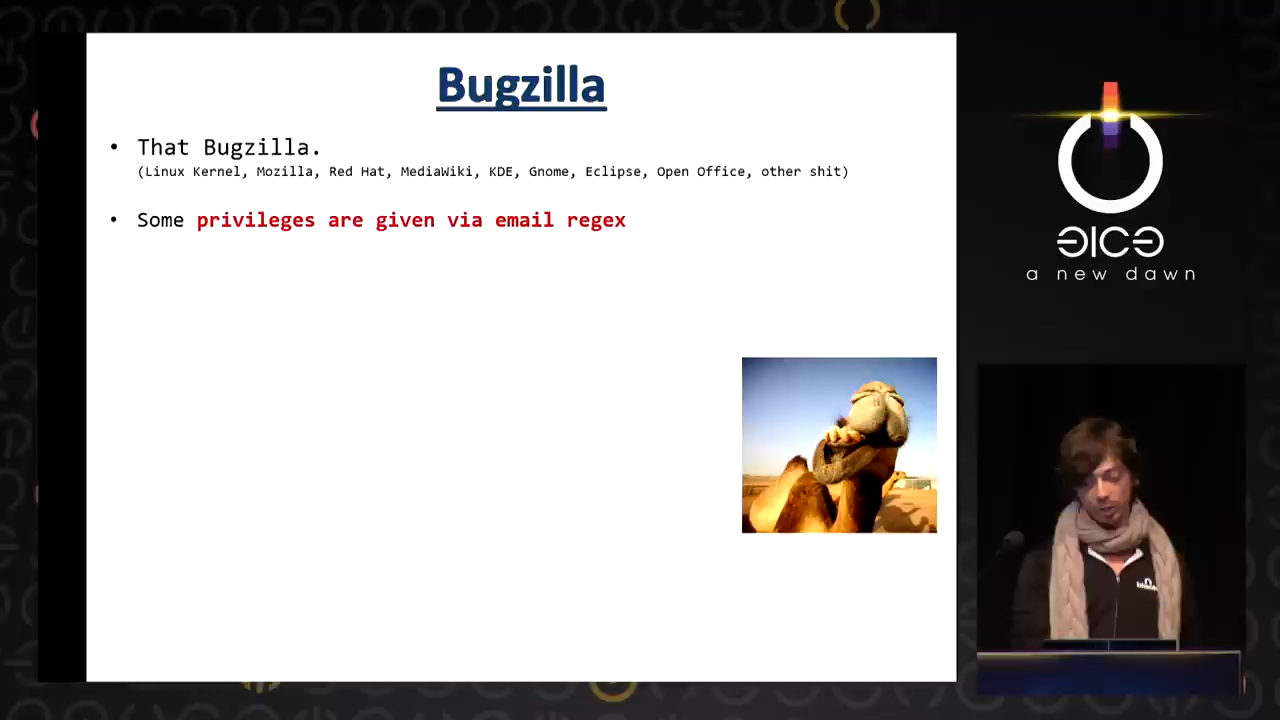 Bugzilla
• That Bugzilla.
(Linux Kernel, Mozilla, Red Hat, MediaWiki, KDE, Gnome, Eclipse, Open Office, other shit)
• Some privileges are given via email regex
a new dawn